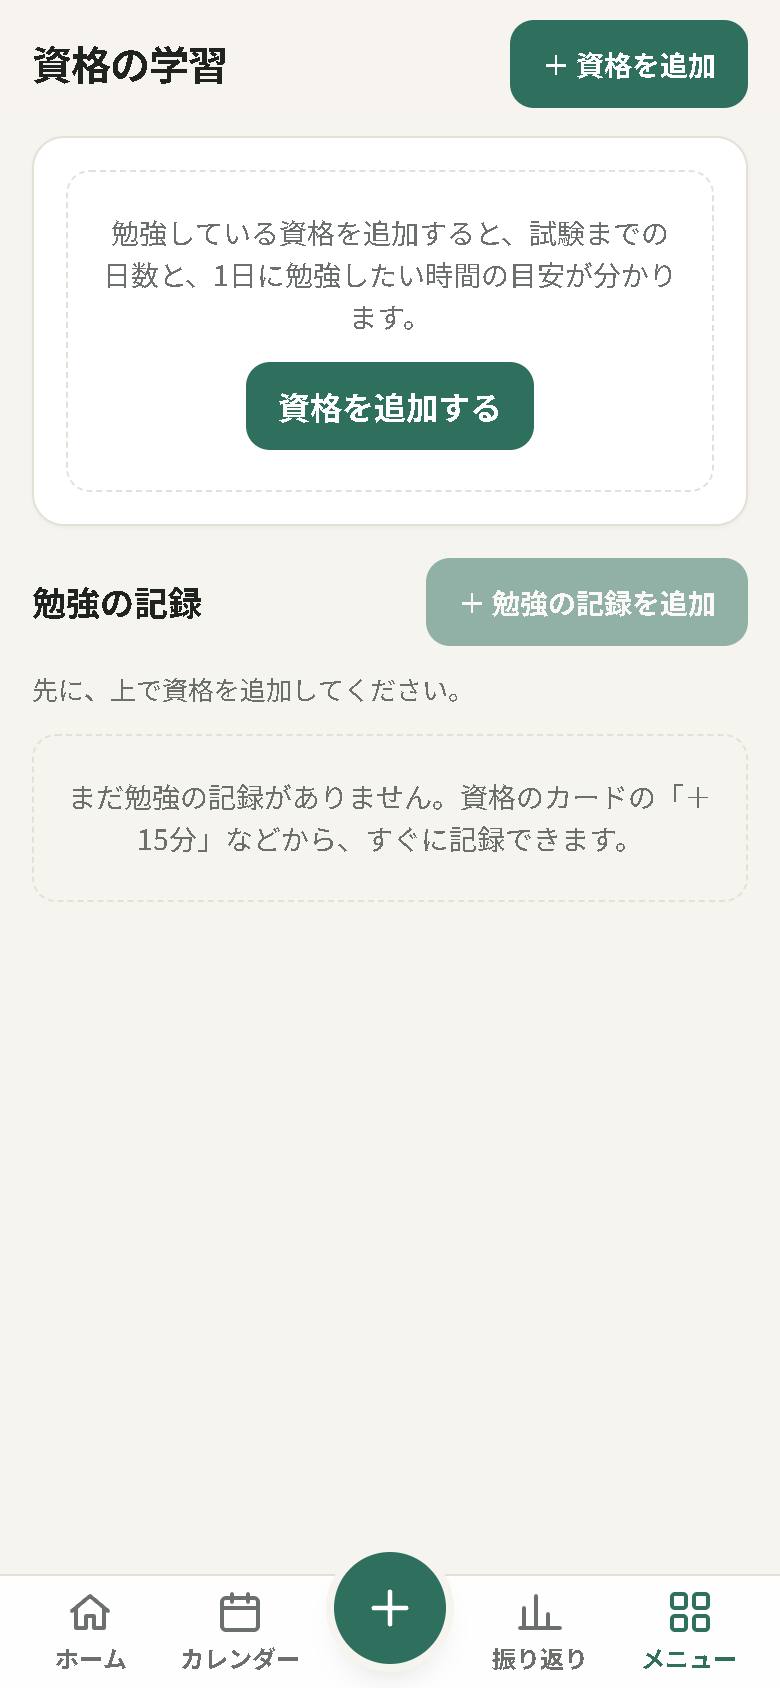 資格の学習
＋ 資格を追加
勉強している資格を追加すると、試験までの
日数と、1日に勉強したい時間の目安が分かり
ます。
資格を追加する
勉強の記録
＋ 勉強の記録を追加
先に、上で資格を追加してください。
まだ勉強の記録がありません。資格のカードの「＋
15分」などから、すぐに記録できます。
ホーム
カレンダー
振り返り
メニュー